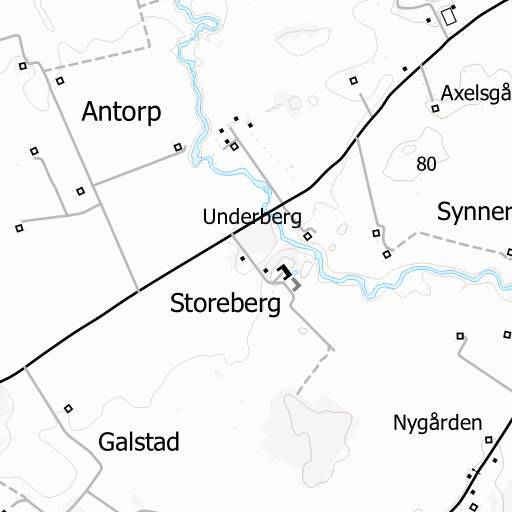 Axelsgå
Antorp
80
Synner
Underberg
Storeberg
Nygården
Galstad